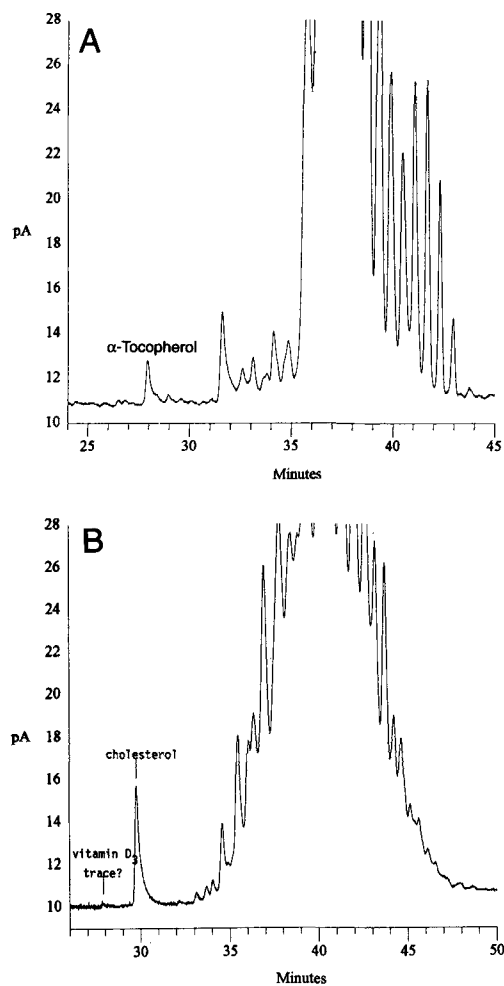 A
28
26
24
22
20
pA
18
16
14
α-Tocopherol
12
10
25 30 35 40 45
Minutes
B
28
26
24
22
20
pA
18
cholesterol
16
14
vitamin D3
trace?
12
10
30 35 40 45 50
Minutes